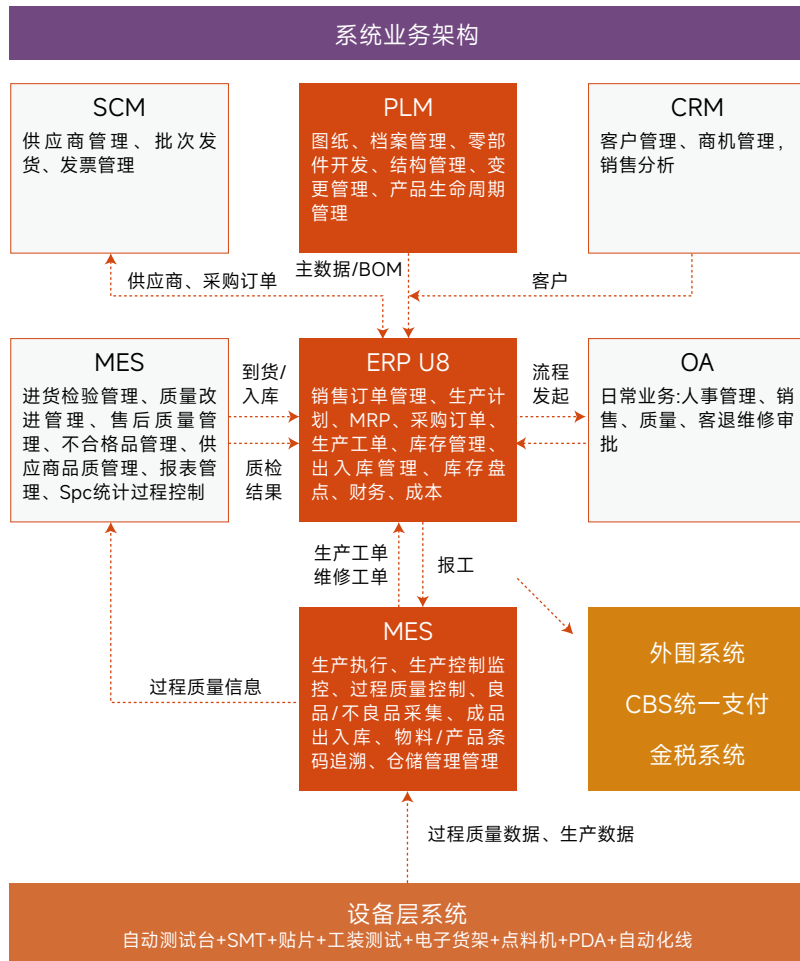 系统业务架构
SCM
供应商管理、批次发
货、发票管理
PLM
图纸、档案管理、零部
件开发、结构管理、变
更管理、产品生命周期
管理
CRM
客户管理、商机管理,
销售分析
供应商、采购订单
主数据/BOM
客户
MES
进货检验管理、质量改
进管理、售后质量管
理、不合格品管理、供
应商品质管理、报表管
理、Spc统计过程控制
到货/
入库
质检
结果
ERP U8
销售订单管理、生产计
划、MRP、采购订单、
生产工单、库存管理、
出入库管理、库存盘
点、财务、成本
流程
发起
OA
日常业务:人事管理、销
售、质量、客退维修审
批
生产工单
维修工单
报工
过程质量信息
MES
生产执行、生产控制监
控、过程质量控制、良
品/不良品采集、成品
出入库、物料/产品条
码追溯、仓储管理管理
外围系统
CBS统一支付
金税系统
过程质量数据、生产数据
设备层系统
自动测试台+SMT+贴片+工装测试+电子货架+点料机+PDA+自动化线